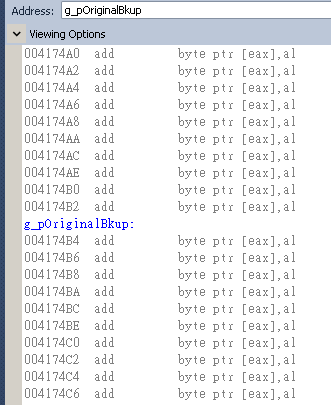 Address: g_pOriginalBkup
Viewing Options
004174A0 add byte ptr [eax],al
004174A2 add byte ptr [eax],al
004174A4 add byte ptr [eax],al
004174A6 add byte ptr [eax],al
004174A8 add byte ptr [eax],al
004174AA add byte ptr [eax],al
004174AC add byte ptr [eax],al
004174AE add byte ptr [eax],al
004174B0 add byte ptr [eax],al
004174B2 add byte ptr [eax],al
g_pOriginalBkup:
004174B4 add byte ptr [eax],al
004174B6 add byte ptr [eax],al
004174B8 add byte ptr [eax],al
004174BA add byte ptr [eax],al
004174BC add byte ptr [eax],al
004174BE add byte ptr [eax],al
004174C0 add byte ptr [eax],al
004174C2 add byte ptr [eax],al
004174C4 add byte ptr [eax],al
004174C6 add byte ptr [eax],al